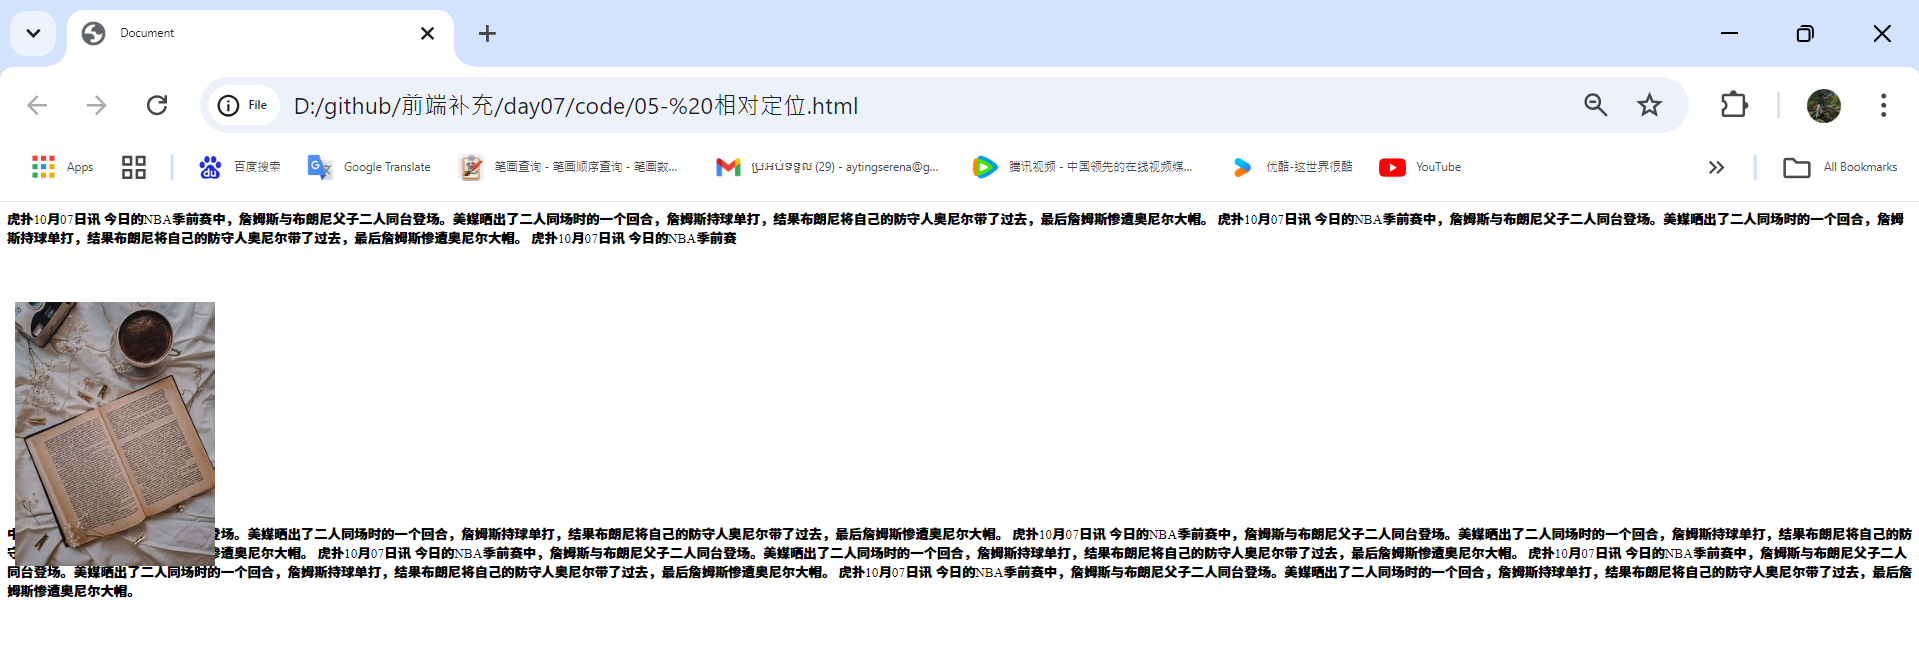 Document
File
D:/github/前端补充/day07/code/05-%20相对定位.html
Apps
百度搜索
Google Translate
笔画查询 - 笔画顺序查询 - 笔画数...
ប្រអប់ទទួល (29) - aytingserena@g...
腾讯视频 - 中国领先的在线视频媒...
优酷-这世界很酷
YouTube
All Bookmarks
虎扑10月07日讯 今日的NBA季前赛中，詹姆斯与布朗尼父子二人同台登场。美媒晒出了二人同场时的一个回合，詹姆斯持球单打，结果布朗尼将自己的防守人奥尼尔带了过去，最后詹姆斯惨遭奥尼尔大帽。 虎扑10月07日讯 今日的NBA季前赛中，詹姆斯与布朗尼父子二人同台登场。美媒晒出了二人同场时的一个回合，詹姆
斯持球单打，结果布朗尼将自己的防守人奥尼尔带了过去，最后詹姆斯惨遭奥尼尔大帽。 虎扑10月07日讯 今日的NBA季前赛
登场。美媒晒出了二人同场时的一个回合，詹姆斯持球单打，结果布朗尼将自己的防守人奥尼尔带了过去，最后詹姆斯惨遭奥尼尔大帽。 虎扑10月07日讯 今日的NBA季前赛中，詹姆斯与布朗尼父子二人同台登场。美媒晒出了二人同场时的一个回合，詹姆斯持球单打，结果布朗尼将自己的防
惨遭奥尼尔大帽。 虎扑10月07日讯 今日的NBA季前赛中，詹姆斯与布朗尼父子二人同台登场。美媒晒出了二人同场时的一个回合，詹姆斯持球单打，结果布朗尼将自己的防守人奥尼尔带了过去，最后詹姆斯惨遭奥尼尔大帽。 虎扑10月07日讯 今日的NBA季前赛中，詹姆斯与布朗尼父子二人
同台登场。美媒晒出了二人同场时的一个回合，詹姆斯持球单打，结果布朗尼将自己的防守人奥尼尔带了过去，最后詹姆斯惨遭奥尼尔大帽。 虎扑10月07日讯 今日的NBA季前赛中，詹姆斯与布朗尼父子二人同台登场。美媒晒出了二人同场时的一个回合，詹姆斯持球单打，结果布朗尼将自己的防守人奥尼尔带了过去，最后詹
姆斯惨遭奥尼尔大帽。